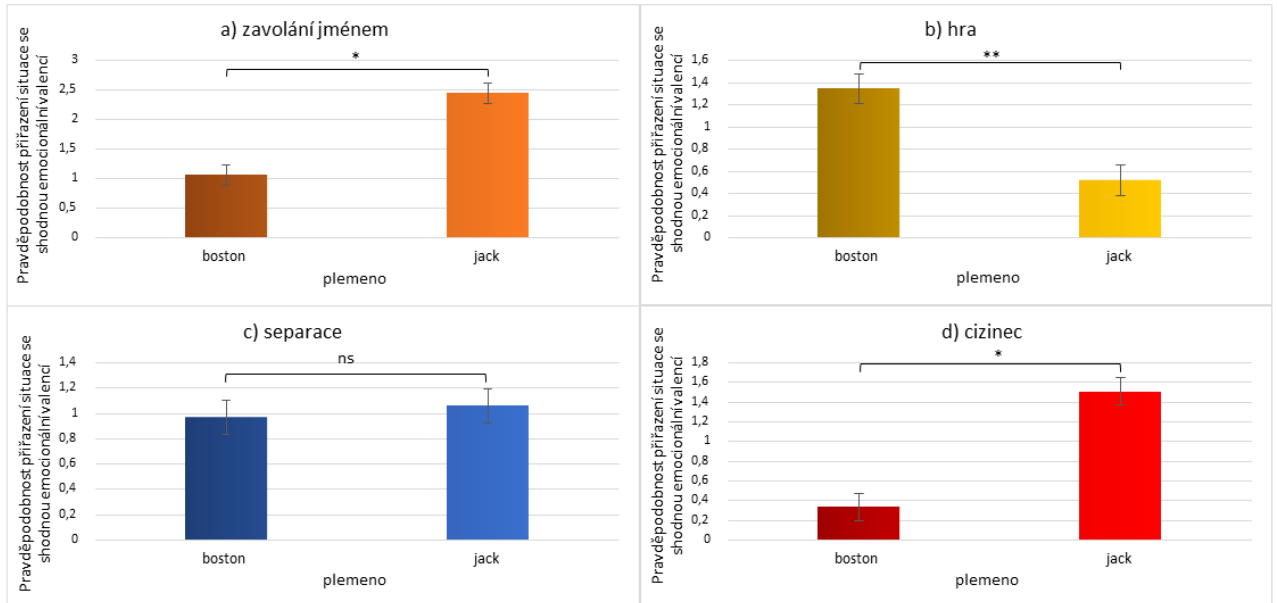 a) zavolání jménem
Pravděpodobnost přiřazení situace se
shodnou emocionální valencí
3
2,5
2
1,5
1
0,5
0
*
boston
jack
plemeno
b) hra
Pravděpodobnost přiřazení situace se
shodnou emocionální valencí
1,6
1,4
1,2
1
0,8
0,6
0,4
0,2
0
**
boston
jack
plemeno
c) separace
Pravděpodobnost přiřazení situace se
shodnou emocionální valencí
1,4
1,2
1
0,8
0,6
0,4
0,2
0
ns
boston
jack
plemeno
d) cizinec
Pravděpodobnost přiřazení situace se
shodnou emocionální valencí
1,8
1,6
1,4
1,2
1
0,8
0,6
0,4
0,2
0
*
boston
jack
plemeno